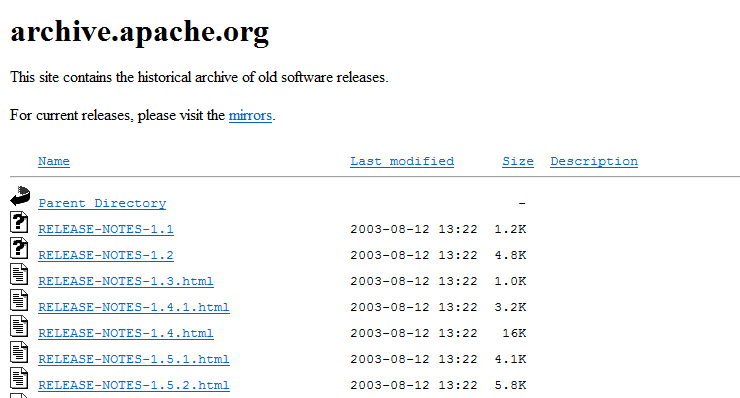 archive.apache.org
This site contains the historical archive of old software releases.
For current releases, please visit the mirrors.
Name Last modified Size Description
Parent Directory -
RELEASE-NOTES-1.1 2003-08-12 13:22 1.2K
RELEASE-NOTES-1.2 2003-08-12 13:22 4.8K
RELEASE-NOTES-1.3.html 2003-08-12 13:22 1.0K
RELEASE-NOTES-1.4.1.html 2003-08-12 13:22 3.2K
RELEASE-NOTES-1.4.html 2003-08-12 13:22 16K
RELEASE-NOTES-1.5.1.html 2003-08-12 13:22 4.1K
RELEASE-NOTES-1.5.2.html 2003-08-12 13:22 5.8K